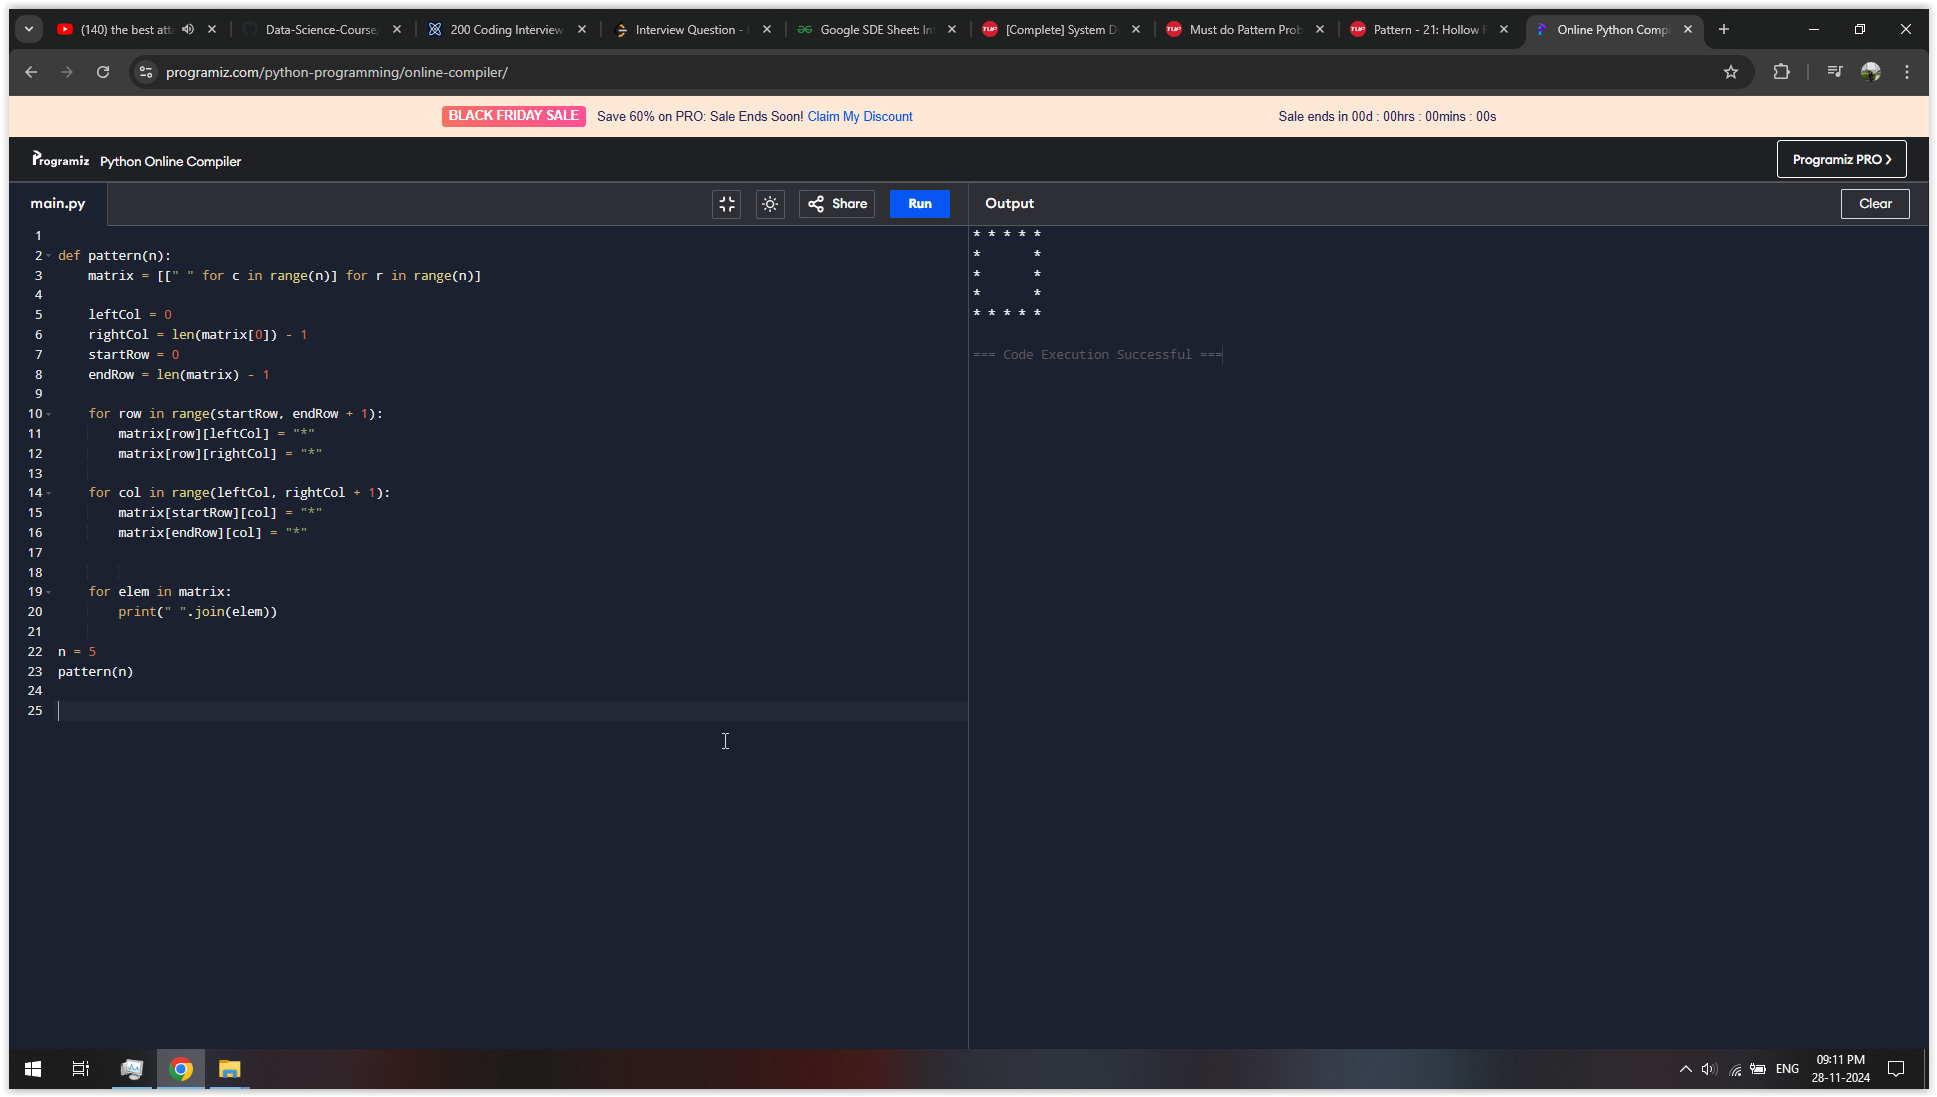 (140) the best att
Data-Science-Course
200 Coding Interview
Interview Question -
Google SDE Sheet: In
TUF [Complete] System D
TUF Must do Pattern Prob
TUF Pattern - 21: Hollow
Online Python Compi
programiz.com/python-programming/online-compiler/
BLACK FRIDAY SALE Save 60% on PRO: Sale Ends Soon! Claim My Discount Sale ends in 00d : 00hrs : 00mins : 00s
Programiz Python Online Compiler Programiz PRO
main.py Share Run Output Clear
1
2 def pattern(n):
3     matrix = [[" " for c in range(n)] for r in range(n)]
4
5     leftCol = 0
6     rightCol = len(matrix[0]) - 1
7     startRow = 0
8     endRow = len(matrix) - 1
9
10     for row in range(startRow, endRow + 1):
11         matrix[row][leftCol] = "*"
12         matrix[row][rightCol] = "*"
13
14     for col in range(leftCol, rightCol + 1):
15         matrix[startRow][col] = "*"
16         matrix[endRow][col] = "*"
17
18
19     for elem in matrix:
20         print(" ".join(elem))
21
22 n = 5
23 pattern(n)
24
25
* * * * *
*       *
*       *
*       *
* * * * *
=== Code Execution Successful ===
ENG
09:11 PM
28-11-2024